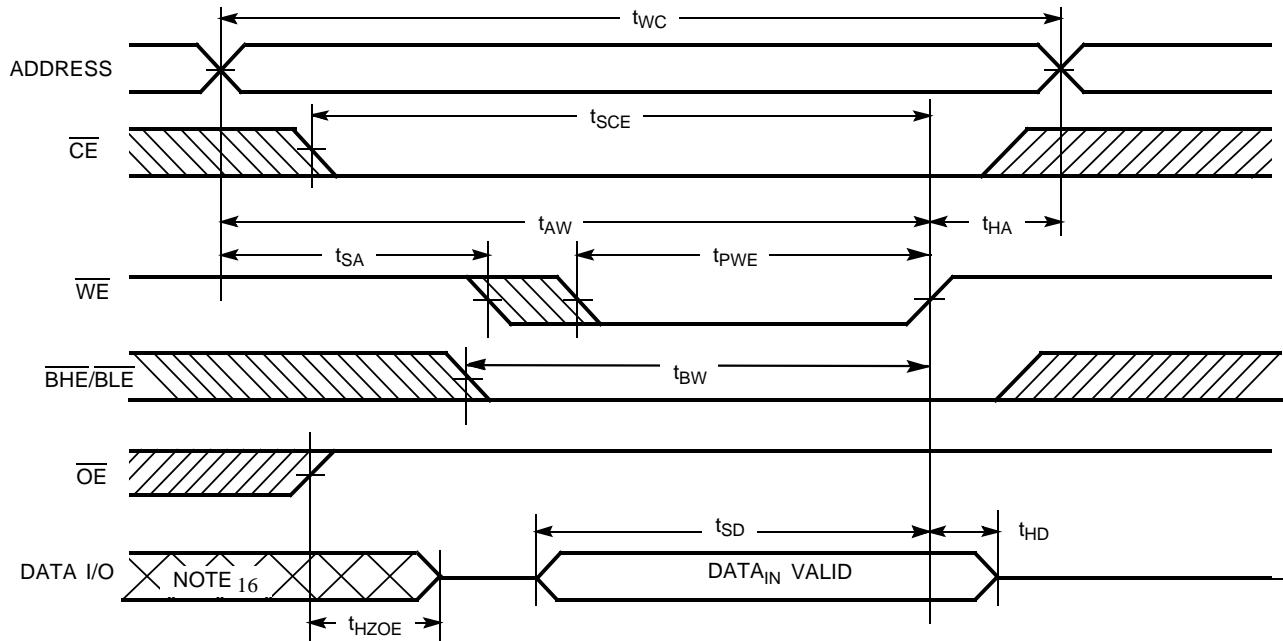 tWC
ADDRESS
tSCE
CE
tAW
tHA
tSA
tPWE
WE
BHE/BLE
tBW
OE
tSD
tHD
DATA I/O
NOTE 16
DATAIN VALID
tHZOE